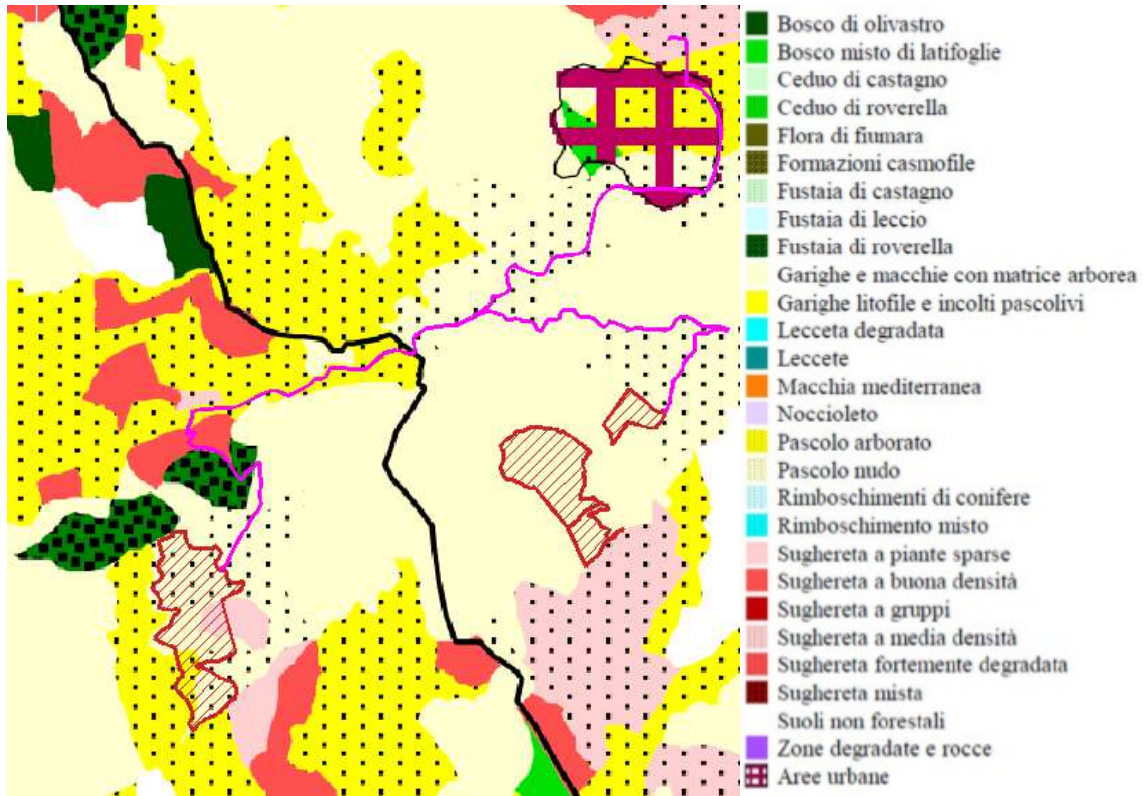 Bosco di olivastro
Bosco misto di latifoglie
Ceduo di castagno
Ceduo di roverella
Flora di fiumara
Formazioni casmofile
Fustaia di castagno
Fustaia di leccio
Fustaia di roverella
Garighe e macchie con matrice arborea
Garighe litofile e incolti pascolivi
Lecceta degradata
Leccete
Macchia mediterranea
Noccioleto
Pascolo arborato
Pascolo nudo
Rimboschimenti di conifere
Rimboschimento misto
Sughereta a piante sparse
Sughereta a buona densità
Sughereta a gruppi
Sughereta a media densità
Sughereta fortemente degradata
Sughereta mista
Suoli non forestali
Zone degradate e rocce
Aree urbane